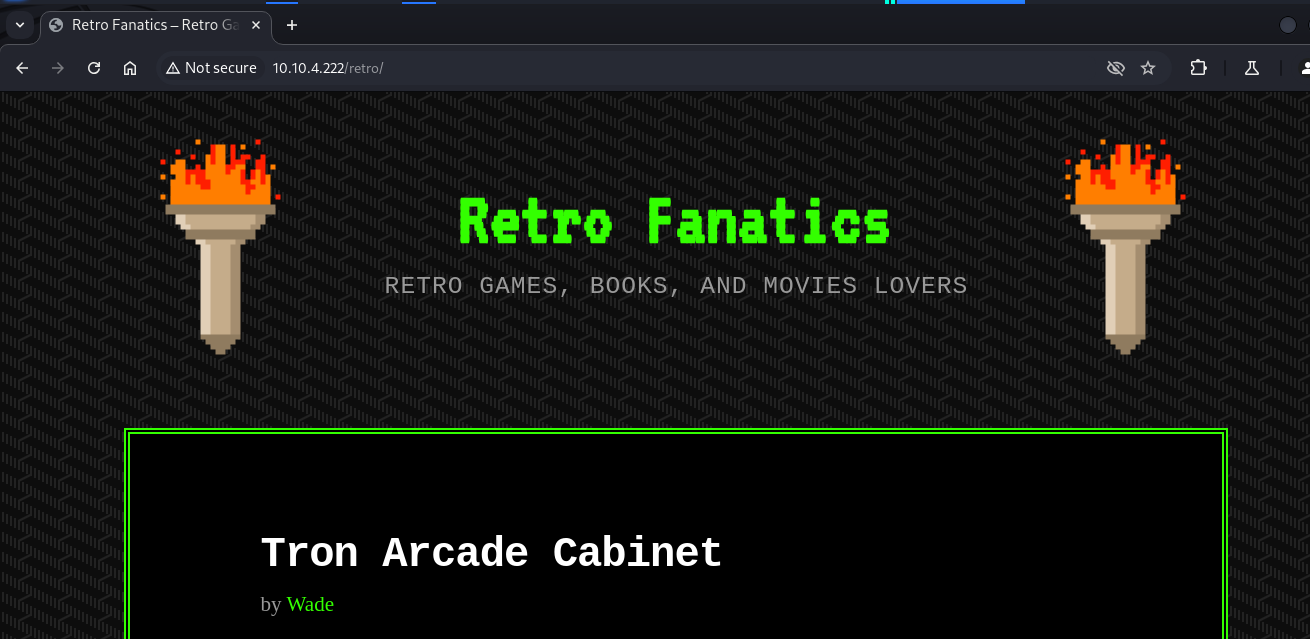 Retro Fanatics – Retro Ga
Not secure 10.10.4.222/retro/
Retro Fanatics
RETRO GAMES, BOOKS, AND MOVIES LOVERS
Tron Arcade Cabinet
by Wade